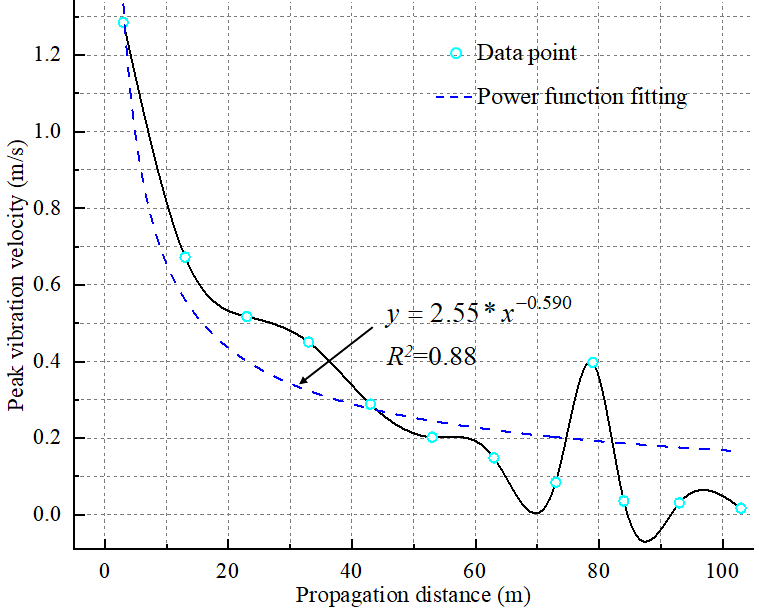 Data point
Power function fitting
y = 2.55 * x^−0.590
R²=0.88
1.2
1.0
0.8
0.6
0.4
0.2
0.0
Peak vibration velocity (m/s)
0 20 40 60 80 100
Propagation distance (m)